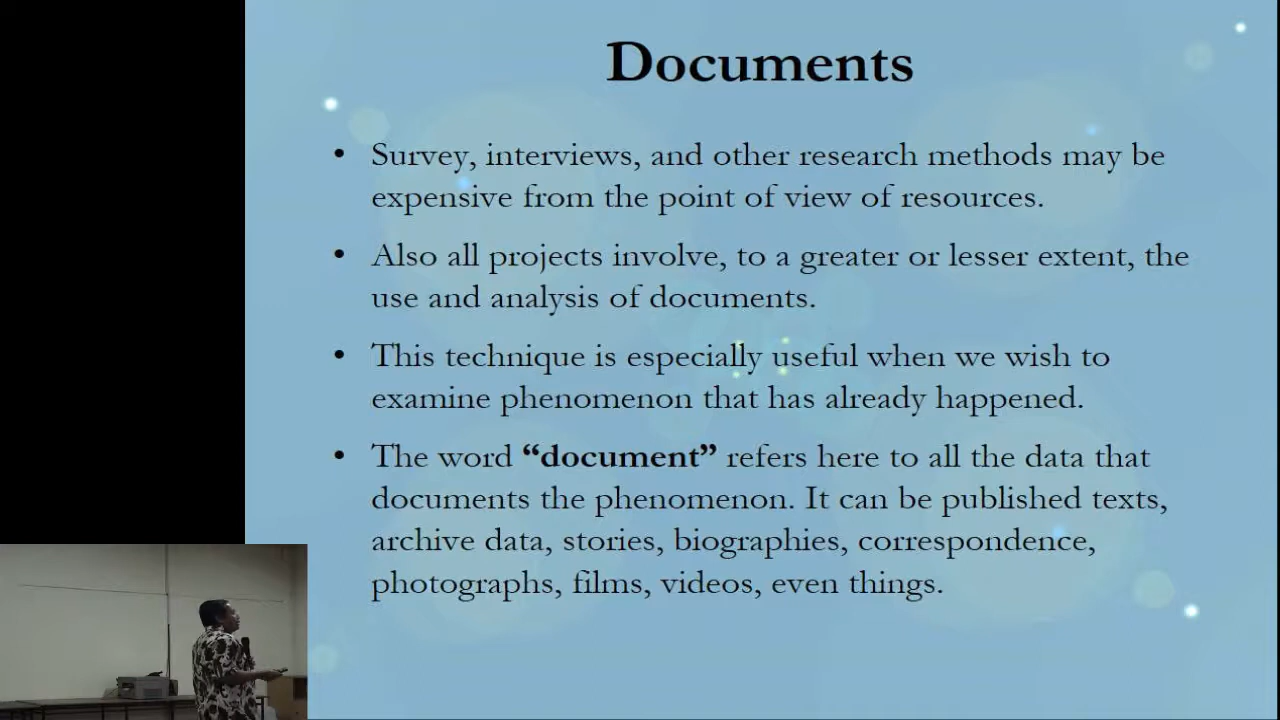 Documents
• Survey, interviews, and other research methods may be
expensive from the point of view of resources.
• Also all projects involve, to a greater or lesser extent, the
use and analysis of documents.
• This technique is especially useful when we wish to
examine phenomenon that has already happened.
• The word “document” refers here to all the data that
documents the phenomenon. It can be published texts,
archive data, stories, biographies, correspondence,
photographs, films, videos, even things.